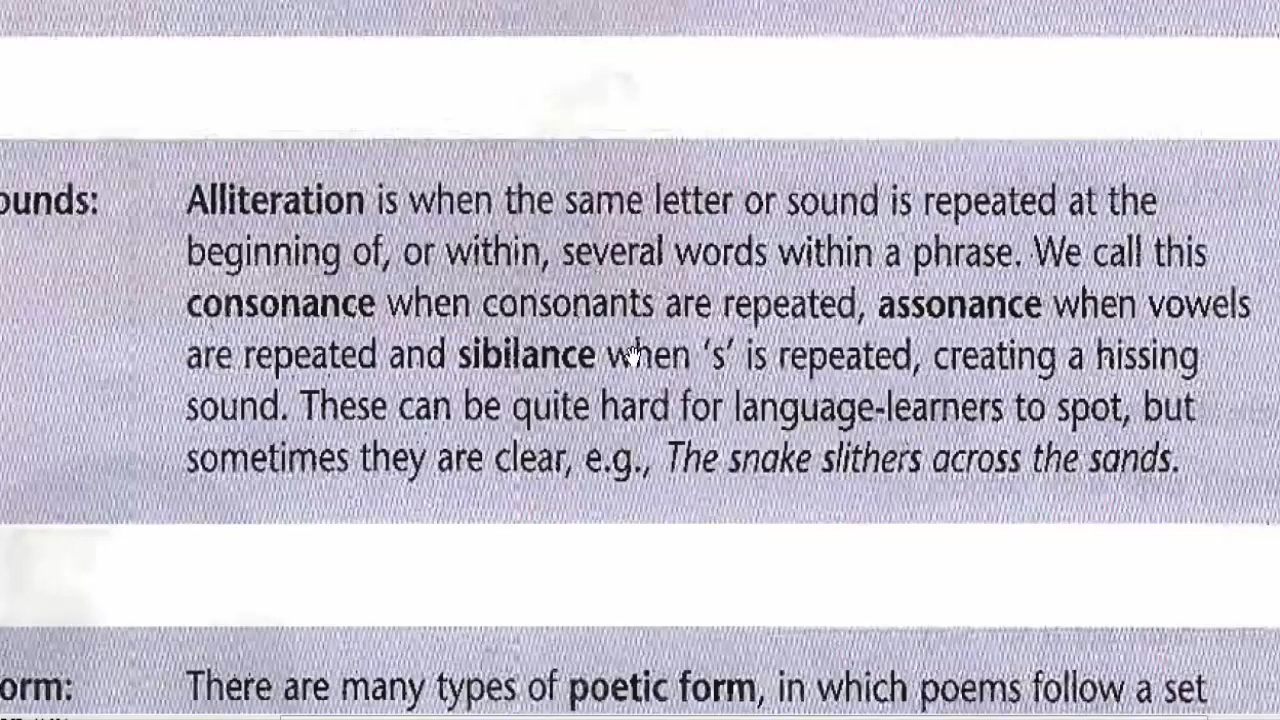 ounds: Alliteration is when the same letter or sound is repeated at the
beginning of, or within, several words within a phrase. We call this
consonance when consonants are repeated, assonance when vowels
are repeated and sibilance when ‘s’ is repeated, creating a hissing
sound. These can be quite hard for language-learners to spot, but
sometimes they are clear, e.g., The snake slithers across the sands.
orm: There are many types of poetic form, in which poems follow a set